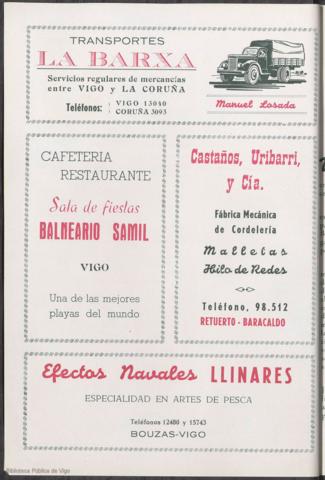 TRANSPORTES
LA BARXA
Servicios regulares de mercancías
entre VIGO y LA CORUÑA
Teléfonos: VIGO 13040
CORUÑA 3093
Manuel Losada
CAFETERIA
RESTAURANTE
Sala de fiestas
BALNEARIO SAMIL
VIGO
Una de las mejores
playas del mundo
Castaños, Uribarri,
y Cía.
Fábrica Mecánica
de Cordelería
Malletas
Hilo de Redes
Teléfono, 98.512
RETUERTO - BARACALDO
Efectos Navales LLINARES
ESPECIALIDAD EN ARTES DE PESCA
Teléfonos 12480 y 15743
BOUZAS-VIGO
Biblioteca Pública de Vigo